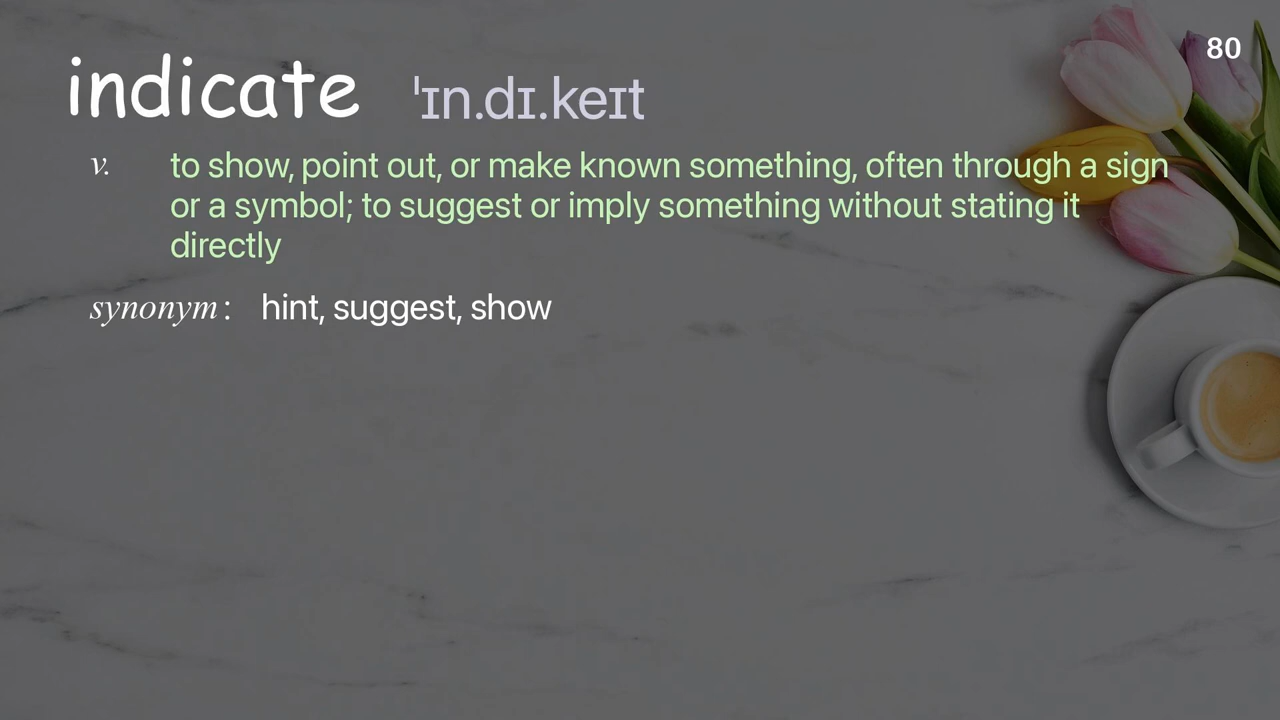 80
indicate ˈɪn.dɪ.keɪt
v. to show, point out, or make known something, often through a sign
or a symbol; to suggest or imply something without stating it
directly
synonym: hint, suggest, show